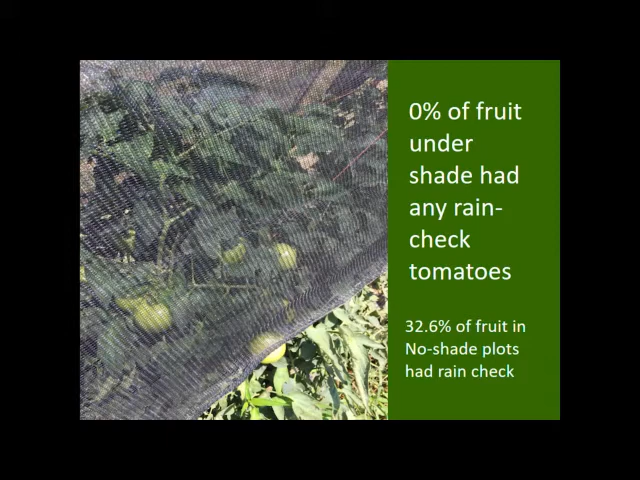 0% of fruit
under
shade had
any rain-
check
tomatoes
32.6% of fruit in
No-shade plots
had rain check